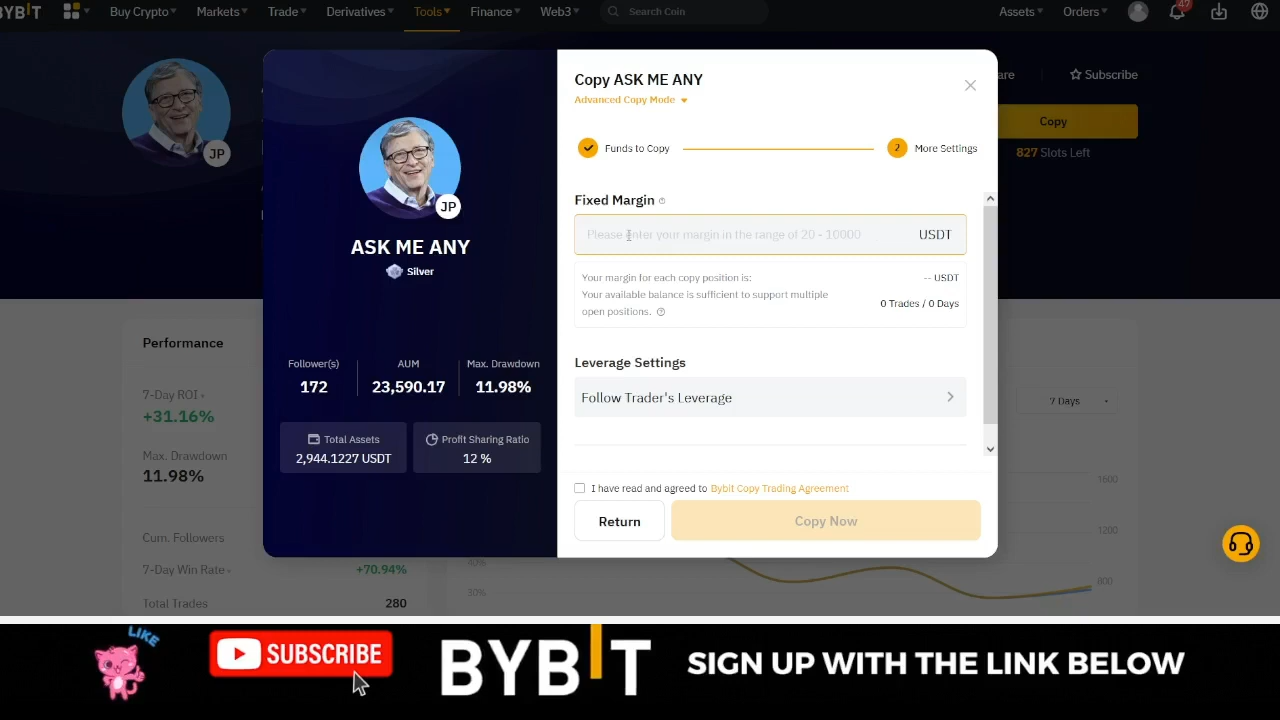 BYBIT
Buy Crypto
Markets
Trade
Derivatives
Tools
Finance
Web3
Search Coin
Assets
Orders
47
JP
are
Subscribe
Copy
827 Slots Left
JP
ASK ME ANY
Silver
Follower(s)
172
AUM
23,590.17
Max. Drawdown
11.98%
Total Assets
2,944.1227 USDT
Profit Sharing Ratio
12 %
Copy ASK ME ANY
Advanced Copy Mode
Funds to Copy
2
More Settings
Fixed Margin
Please enter your margin in the range of 20 - 10000
USDT
Your margin for each copy position is:
-- USDT
Your available balance is sufficient to support multiple
open positions.
0 Trades / 0 Days
Leverage Settings
Follow Trader's Leverage
I have read and agreed to Bybit Copy Trading Agreement
Return
Copy Now
Performance
7-Day ROI
+31.16%
Max. Drawdown
11.98%
Cum. Followers
7-Day Win Rate
+70.94%
Total Trades
280
7 Days
1600
1200
800
40%
30%
LIKE
SUBSCRIBE
BYBIT
SIGN UP WITH THE LINK BELOW